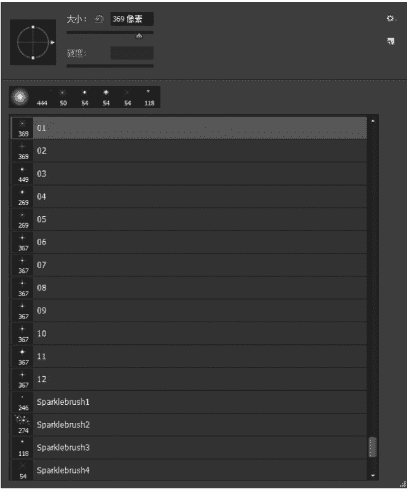 大小： 369 像素
硬度：
444 50 54 54 54 118
369 01
369 02
449 03
269 04
269 05
367 06
367 07
367 08
367 09
367 10
367 11
367 12
246 Sparklebrush1
274 Sparklebrush2
118 Sparklebrush3
54 Sparklebrush4